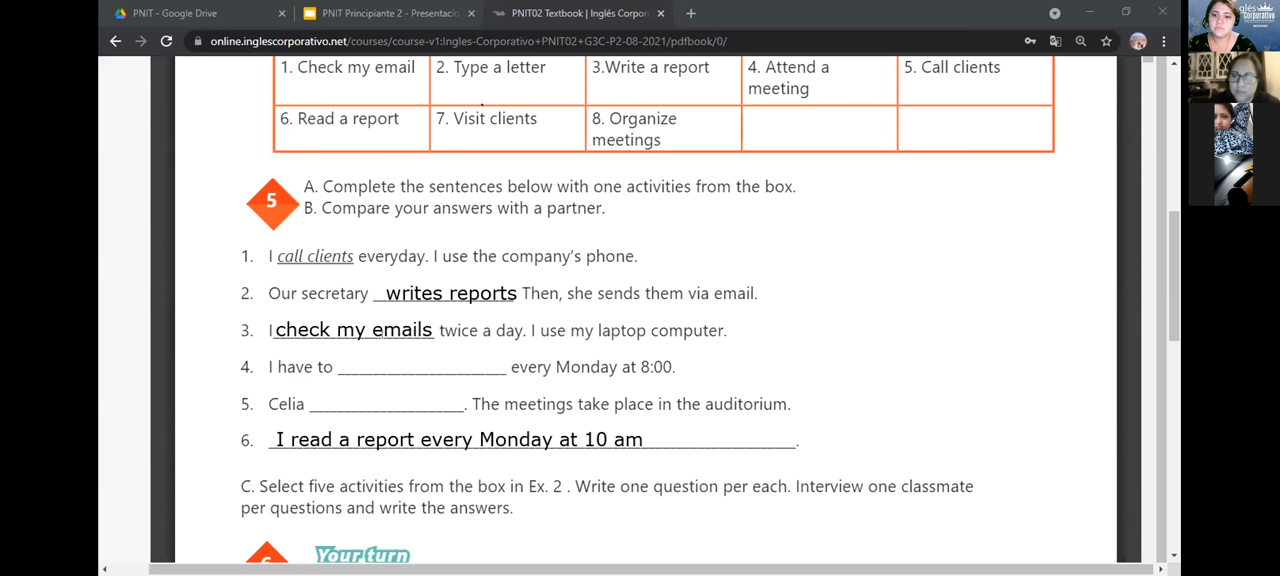 PNIT - Google Drive
PNIT Principiante 2 - Presentacio
PNIT02 Textbook | Inglés Corpor
online.inglescorporativo.net/courses/course-v1:Ingles-Corporativo+PNIT02+G3C-P2-08-2021/pdfbook/0/
1. Check my email
2. Type a letter
3.Write a report
4. Attend a
meeting
5. Call clients
6. Read a report
7. Visit clients
8. Organize
meetings
5
A. Complete the sentences below with one activities from the box.
B. Compare your answers with a partner.
1. I call clients everyday. I use the company's phone.
2. Our secretary __writes reports Then, she sends them via email.
3. I check my emails twice a day. I use my laptop computer.
4. I have to ______________________ every Monday at 8:00.
5. Celia ____________________. The meetings take place in the auditorium.
6. I read a report every Monday at 10 am____________________.
C. Select five activities from the box in Ex. 2 . Write one question per each. Interview one classmate
per questions and write the answers.
Your turn